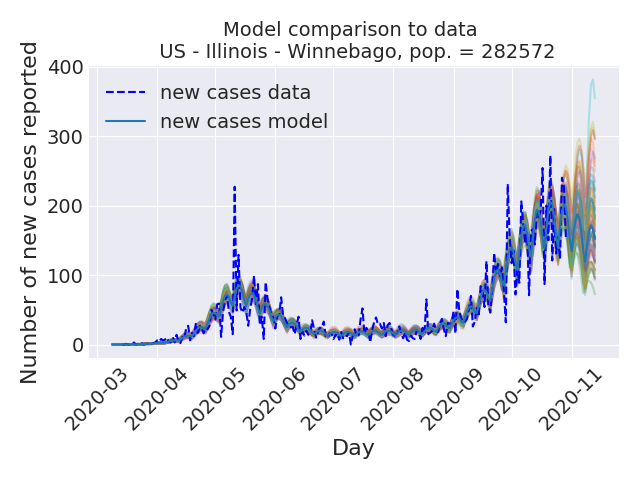 Model comparison to data
US - Illinois - Winnebago, pop. = 282572
Number of new cases reported
400
300
200
100
0
new cases data
new cases model
2020-03
2020-04
2020-05
2020-06
2020-07
2020-08
2020-09
2020-10
2020-11
Day